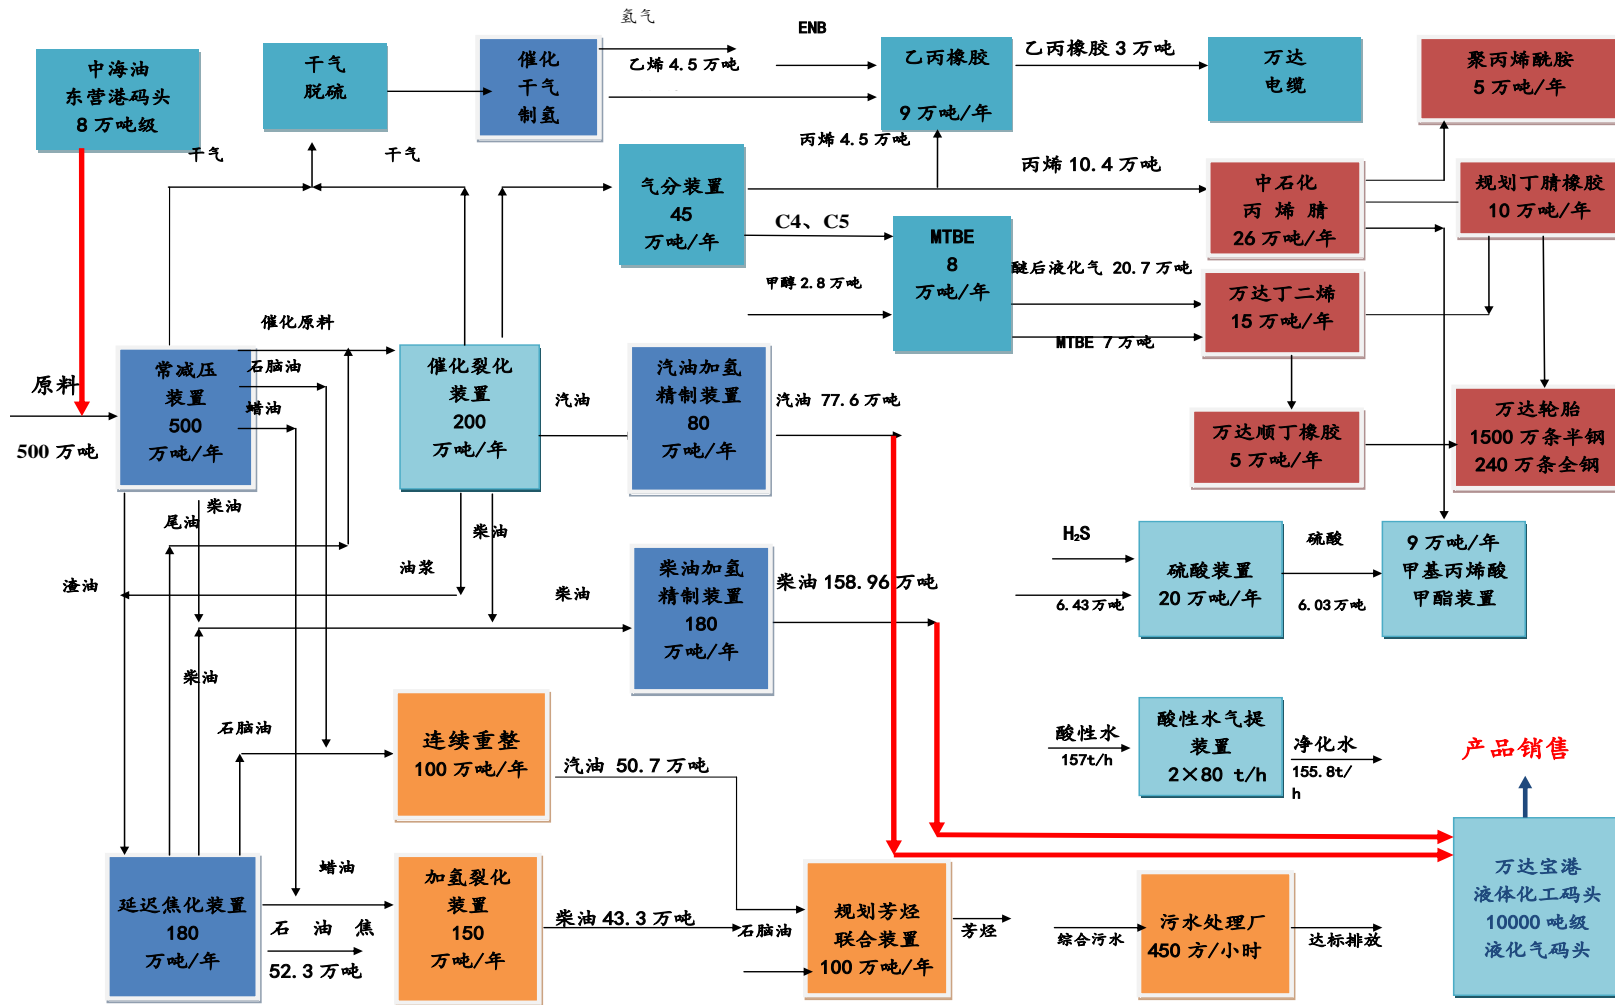 氢气
ENB
中海油
东营港码头
8 万吨级
干气
脱硫
催化
干气
制氢
乙烯 4.5 万吨
乙丙橡胶
9 万吨/年
乙丙橡胶 3 万吨
万达
电缆
聚丙烯酰胺
5 万吨/年
干气
干气
丙烯 4.5 万吨
气分装置
45
万吨/年
丙烯 10.4 万吨
中石化
丙 烯 腈
26 万吨/年
规划丁腈橡胶
10 万吨/年
C4、C5
MTBE
8
万吨/年
甲醇 2.8 万吨
醚后液化气 20.7 万吨
万达丁二烯
15 万吨/年
MTBE 7 万吨
催化原料
石脑油
蜡油
原料
500 万吨
常减压
装置
500
万吨/年
催化裂化
装置
200
万吨/年
汽油
汽油加氢
精制装置
80
万吨/年
汽油 77.6 万吨
万达顺丁橡胶
5 万吨/年
万达轮胎
1500 万条半钢
240 万条全钢
柴油
尾油
渣油
油浆
柴油
柴油
柴油加氢
精制装置
180
万吨/年
柴油 158.96 万吨
H₂S
6.43 万吨
硫酸装置
20 万吨/年
硫酸
6.03 万吨
9 万吨/年
甲基丙烯酸
甲酯装置
柴油
石脑油
连续重整
100 万吨/年
汽油 50.7 万吨
酸性水
157t/h
酸性水气提
装置
2×80 t/h
净化水
155.8t/
h
产品销售
延迟焦化装置
180
万吨/年
蜡油
石 油 焦
52.3 万吨
加氢裂化
装置
150
万吨/年
柴油 43.3 万吨
石脑油
规划芳烃
联合装置
100 万吨/年
芳烃
综合污水
污水处理厂
450 方/小时
达标排放
万达宝港
液体化工码头
10000 吨级
液化气码头